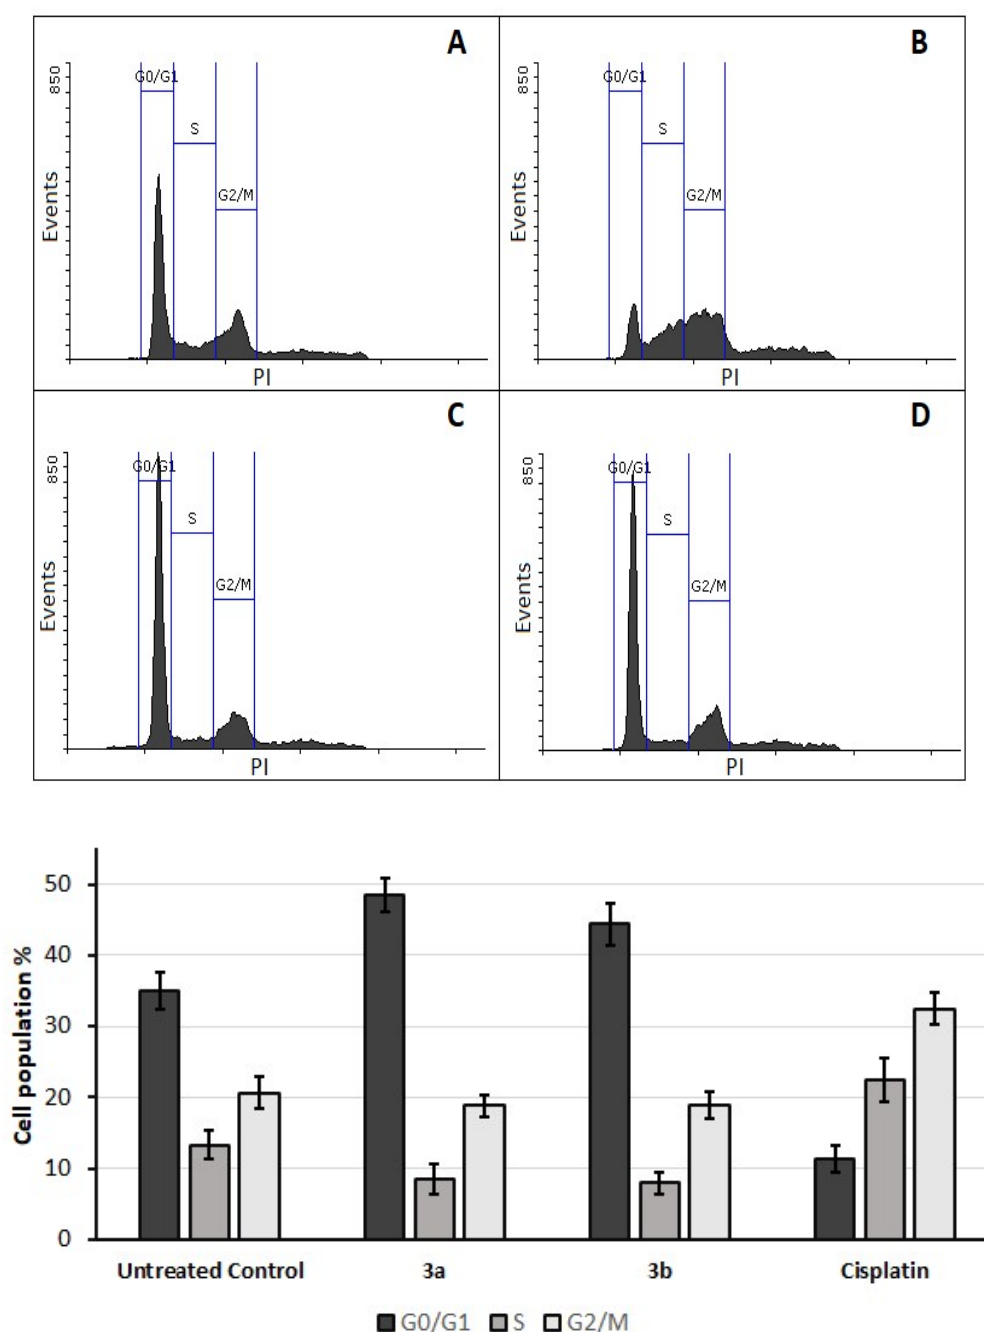 A
850
G0/G1
S
G2/M
Events
PI
B
850
G0/G1
S
G2/M
Events
PI
C
850
G0/G1
S
G2/M
Events
PI
D
850
G0/G1
S
G2/M
Events
PI
Cell population %
50
40
30
20
10
0
Untreated Control 3a 3b Cisplatin
G0/G1 S G2/M